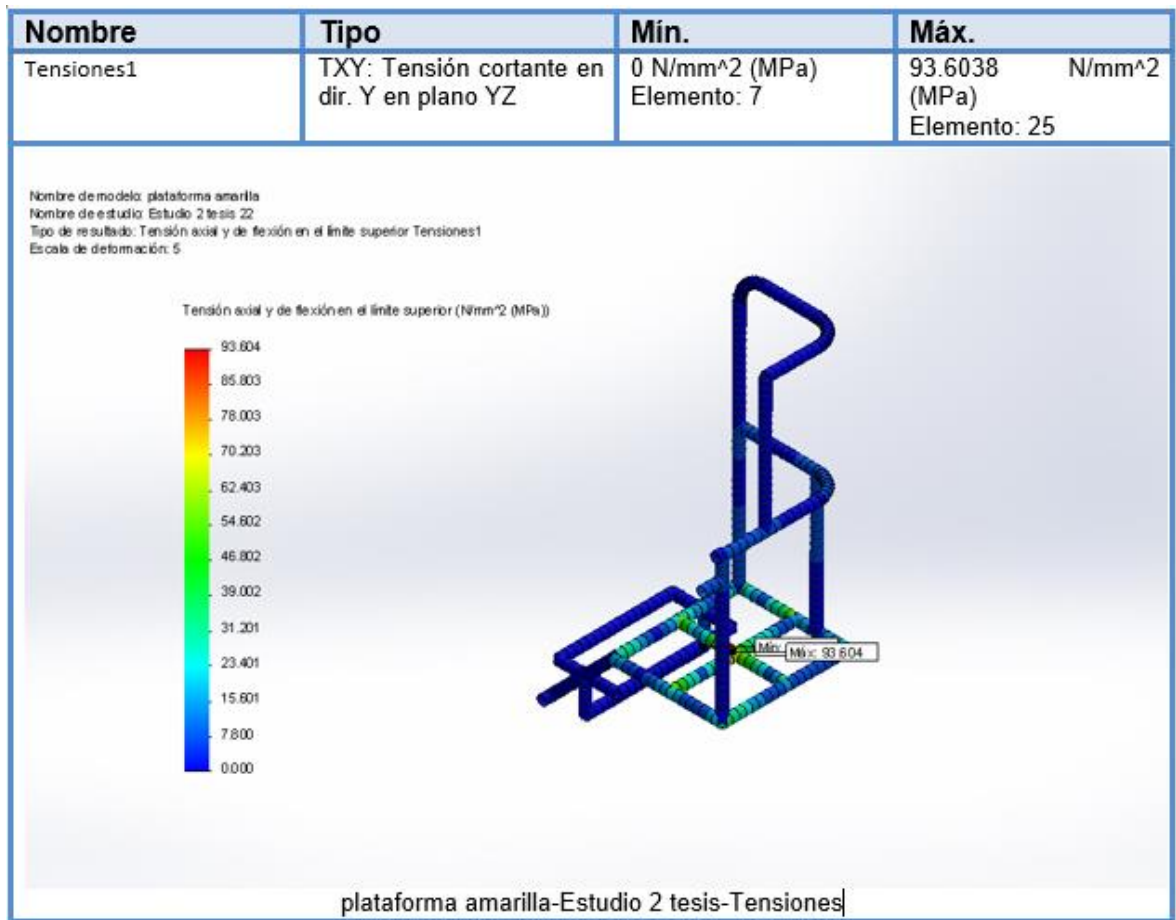 Nombre Tipo Mín. Máx.
Tensiones1 TXY: Tensión cortante en 0 N/mm^2 (MPa) 93.6038 N/mm^2
dir. Y en plano YZ Elemento: 7 (MPa)
Elemento: 25
Nombre de modelo: plataforma amarilla
Nombre de estudio: Estudio 2 tesis 22
Tipo de resultado: Tensión axial y de flexión en el límite superior Tensiones1
Escala de deformación: 5
Tensión axial y de flexión en el límite superior (N/mm^2 (MPa))
93.604
85.803
78.003
70.203
62.403
54.602
46.802
39.002
31.201
23.401
15.601
7.800
0.000
Mín:
Máx: 93.604
plataforma amarilla-Estudio 2 tesis-Tensiones